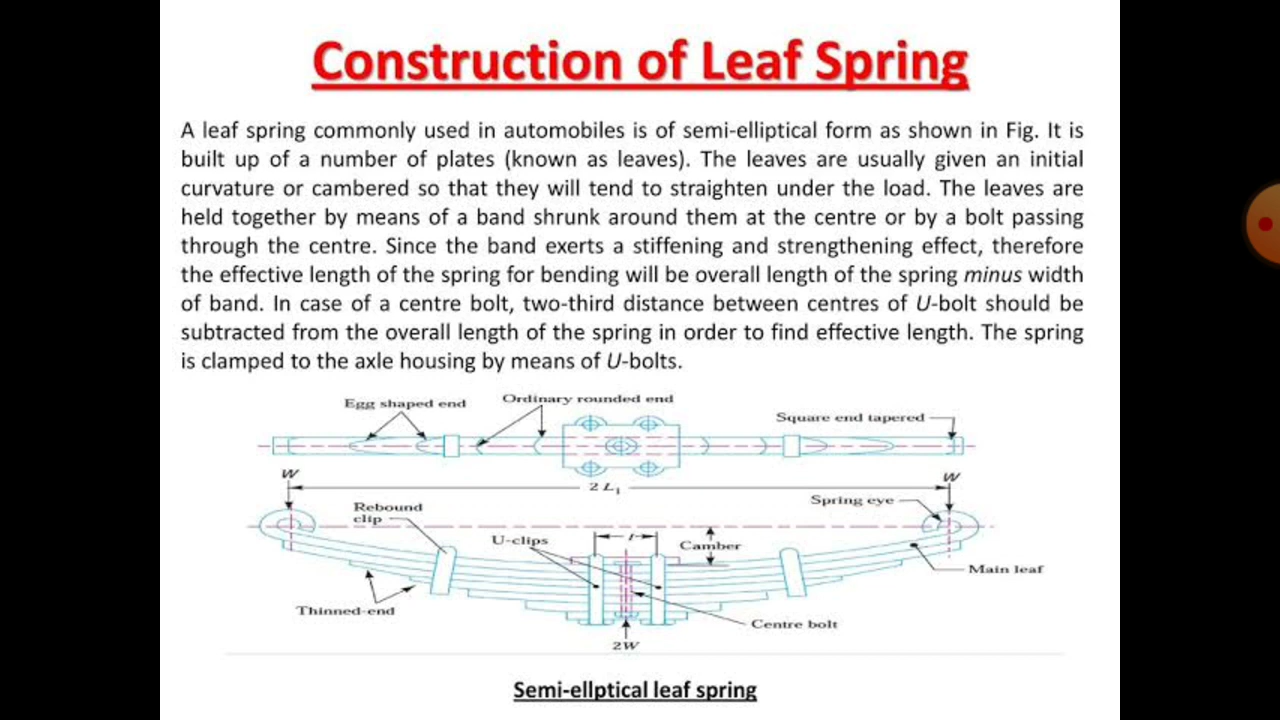 Construction of Leaf Spring
A leaf spring commonly used in automobiles is of semi-elliptical form as shown in Fig. It is
built up of a number of plates (known as leaves). The leaves are usually given an initial
curvature or cambered so that they will tend to straighten under the load. The leaves are
held together by means of a band shrunk around them at the centre or by a bolt passing
through the centre. Since the band exerts a stiffening and strengthening effect, therefore
the effective length of the spring for bending will be overall length of the spring minus width
of band. In case of a centre bolt, two-third distance between centres of U-bolt should be
subtracted from the overall length of the spring in order to find effective length. The spring
is clamped to the axle housing by means of U-bolts.
Egg shaped end
Ordinary rounded end
Square end tapered
W
2 L1
W
Rebound
clip
Spring eye
U-clips
l
Camber
Main leaf
Thinned-end
Centre bolt
2W
Semi-ellptical leaf spring